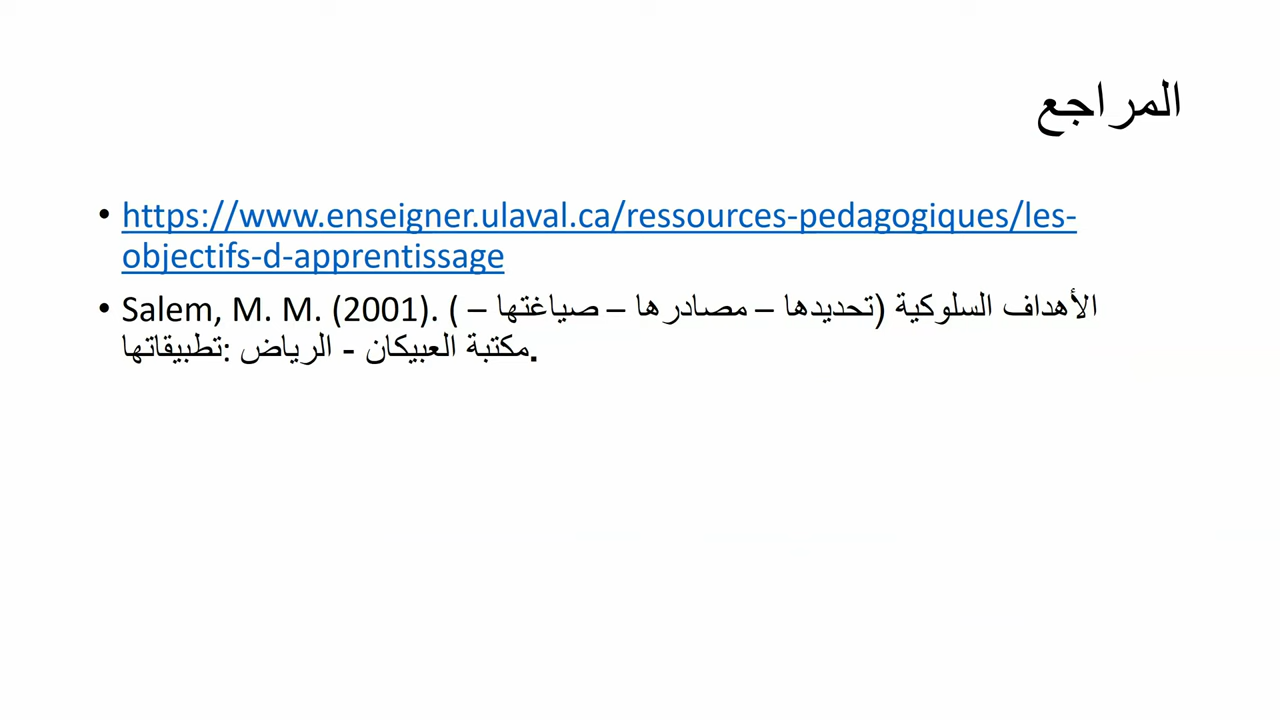 المراجع
• https://www.enseigner.ulaval.ca/ressources-pedagogiques/les-
objectifs-d-apprentissage
• Salem, M. M. (2001). الأهداف السلوكية (تحديدها – مصادرها – صياغتها – (
تطبيقاتها: الرياض - مكتبة العبيكان.